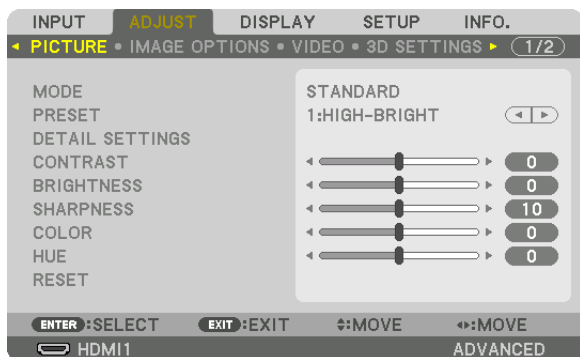 INPUT ADJUST DISPLAY SETUP INFO.
PICTURE • IMAGE OPTIONS • VIDEO • 3D SETTINGS 1/2
MODE STANDARD
PRESET 1:HIGH-BRIGHT
DETAIL SETTINGS
CONTRAST 0
BRIGHTNESS 0
SHARPNESS 10
COLOR 0
HUE 0
RESET
ENTER:SELECT EXIT:EXIT :MOVE :MOVE
HDMI1 ADVANCED